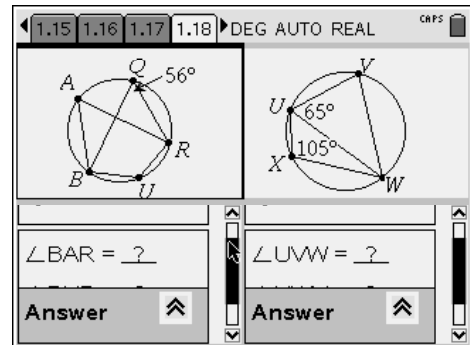 1.15 1.16 1.17 1.18 DEG AUTO REAL CAPS
A
Q
56°
R
B
U
V
U
65°
105°
X
W
∠BAR = ?
Answer
∠UVW = ?
Answer